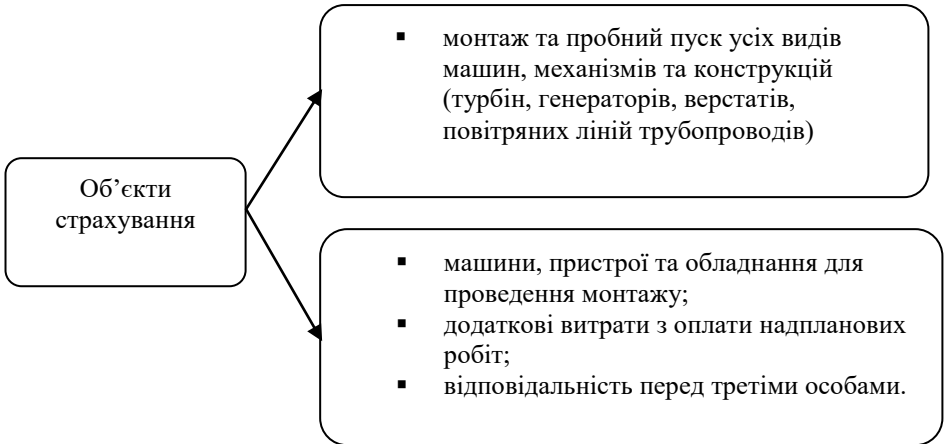 Об’єкти
страхування
▪ монтаж та пробний пуск усіх видів
машин, механізмів та конструкцій
(турбін, генераторів, верстатів,
повітряних ліній трубопроводів)
▪ машини, пристрої та обладнання для
проведення монтажу;
▪ додаткові витрати з оплати надпланових
робіт;
▪ відповідальність перед третіми особами.